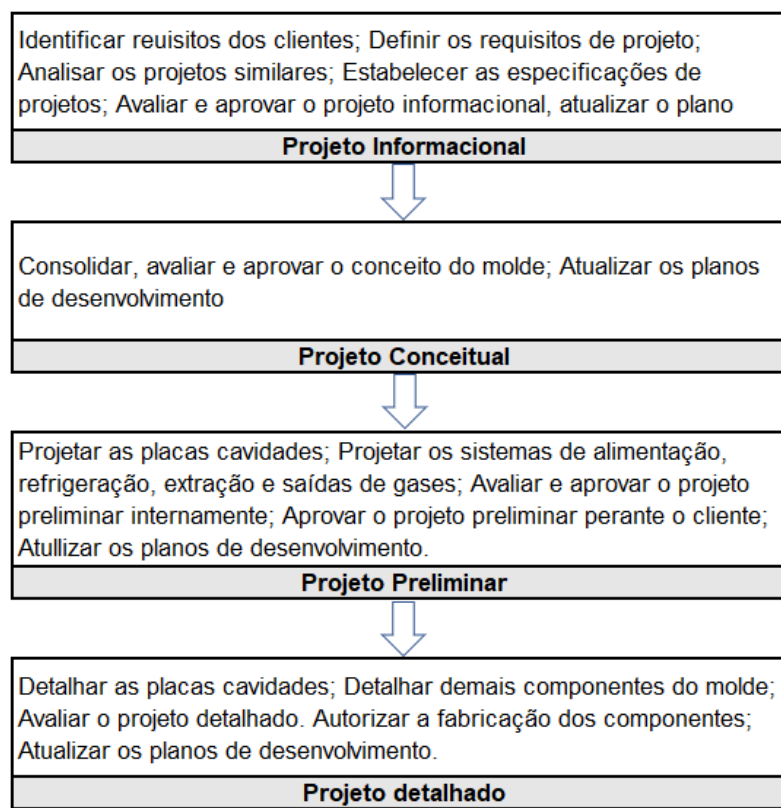 Identificar reuisitos dos clientes; Definir os requisitos de projeto;
Analisar os projetos similares; Estabelecer as especificações de
projetos; Avaliar e aprovar o projeto informacional, atualizar o plano
Projeto Informacional
Consolidar, avaliar e aprovar o conceito do molde; Atualizar os planos
de desenvolvimento
Projeto Conceitual
Projetar as placas cavidades; Projetar os sistemas de alimentação,
refrigeração, extração e saídas de gases; Avaliar e aprovar o projeto
preliminar internamente; Aprovar o projeto preliminar perante o cliente;
Atullizar os planos de desenvolvimento.
Projeto Preliminar
Detalhar as placas cavidades; Detalhar demais componentes do molde;
Avaliar o projeto detalhado. Autorizar a fabricação dos componentes;
Atualizar os planos de desenvolvimento.
Projeto detalhado